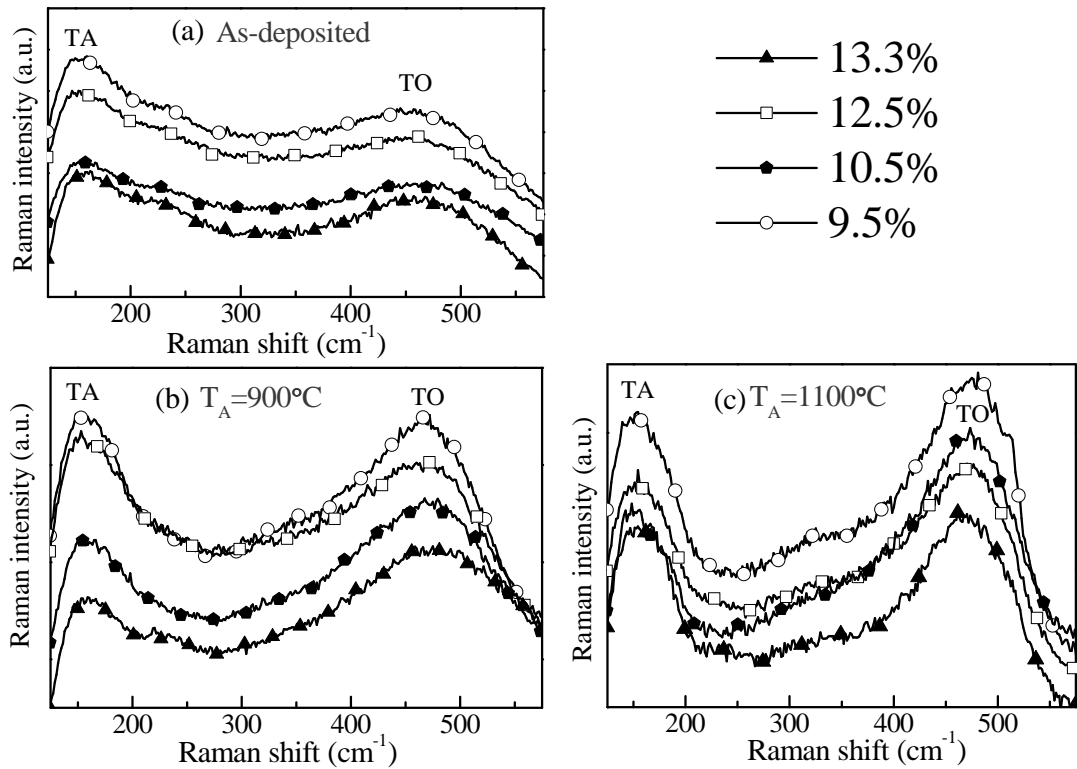 (a) As-deposited
TA
TO
Raman intensity (a.u.)
200 300 400 500
Raman shift (cm⁻¹)
13.3%
12.5%
10.5%
9.5%
(b) T_A=900°C
TA
TO
Raman intensity (a.u.)
200 300 400 500
Raman shift (cm⁻¹)
(c) T_A=1100°C
TA
TO
Raman intensity (a.u.)
200 300 400 500
Raman shift (cm⁻¹)